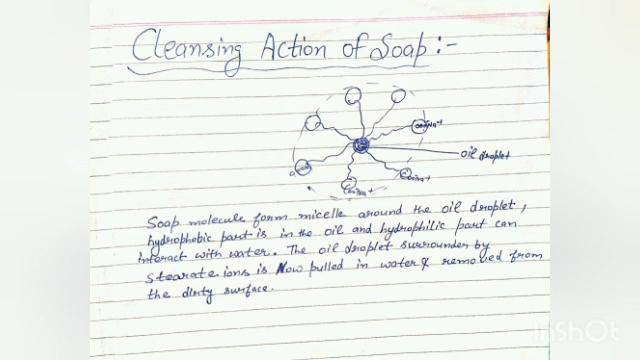 Cleansing Action of Soap :-
COONa+
oil droplet
Soap molecule form micelle around the oil droplet,
hydrophobic part is in the oil and hydrophilic part can
interact with water. The oil droplet surrounder by
stearate ions is Now pulled in water & removed from
the dirty surface.
InShOt